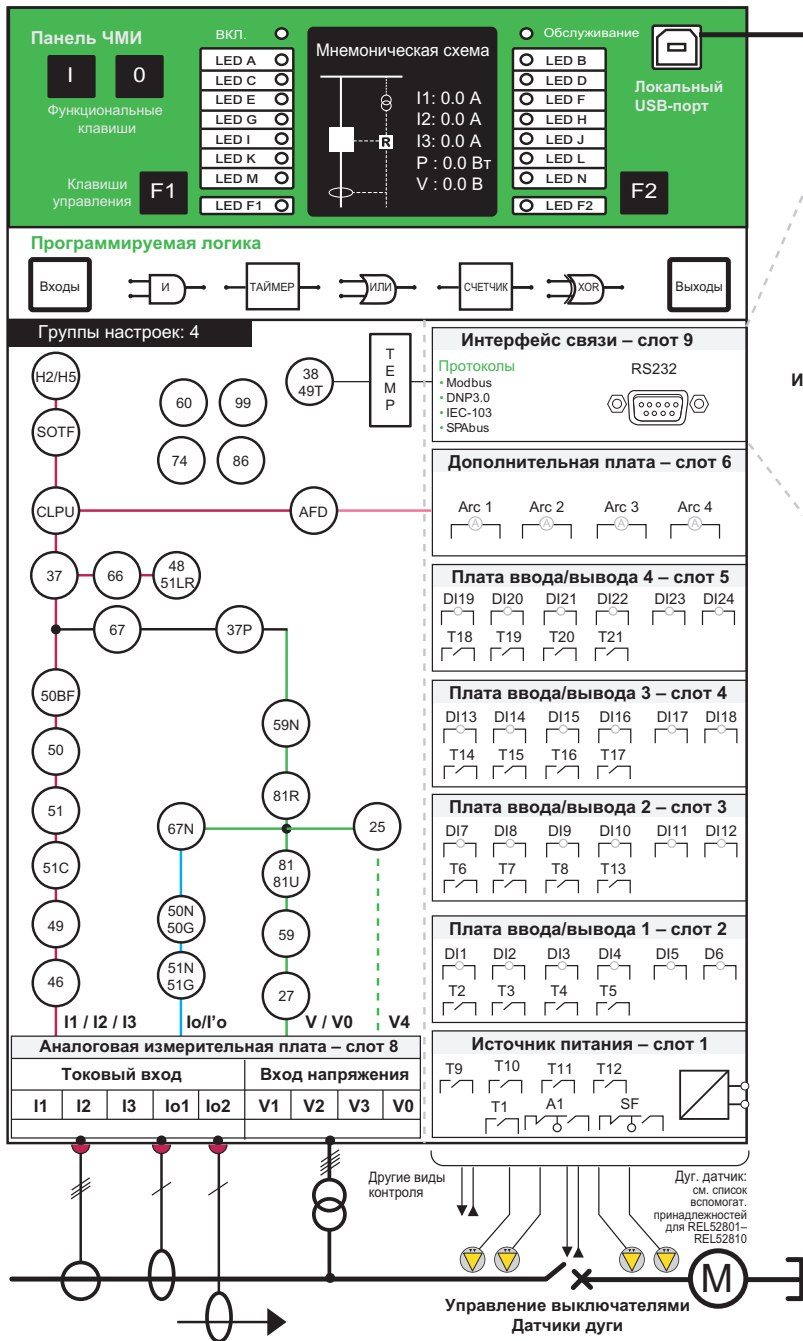 Панель ЧМИ
I
0
Функциональные
клавиши
Клавиши
управления
F1
ВКЛ.
LED A
LED C
LED E
LED G
LED I
LED K
LED M
LED F1
Мнемоническая схема
R
I1: 0.0 А
I2: 0.0 А
I3: 0.0 А
P : 0.0 Вт
V : 0.0 В
Обслуживание
LED B
LED D
LED F
LED H
LED J
LED L
LED N
LED F2
Локальный
USB-порт
F2
Программируемая логика
Входы
И
ТАЙМЕР
ИЛИ
СЧЕТЧИК
XOR
Выходы
Группы настроек: 4
H2/H5
SOTF
CLPU
37
66
48
51LR
60
99
74
86
38
49T
T
E
M
P
AFD
67
37P
50BF
50
51
51C
49
46
59N
81R
67N
25
81
81U
50N
50G
59
51N
51G
27
I1 / I2 / I3
Io/I’o
V / V0
V4
Интерфейс связи – слот 9
Протоколы
• Modbus
• DNP3.0
• IEC-103
• SPAbus
RS232
И
Дополнительная плата – слот 6
Arc 1 Arc 2 Arc 3 Arc 4
A A A A
Плата ввода/вывода 4 – слот 5
DI19 DI20 DI21 DI22 DI23 DI24
T18 T19 T20 T21
Плата ввода/вывода 3 – слот 4
DI13 DI14 DI15 DI16 DI17 DI18
T14 T15 T16 T17
Плата ввода/вывода 2 – слот 3
DI7 DI8 DI9 DI10 DI11 DI12
T6 T7 T8 T13
Плата ввода/вывода 1 – слот 2
DI1 DI2 DI3 DI4 DI5 D6
T2 T3 T4 T5
Источник питания – слот 1
T9 T10 T11 T12
T1 A1 SF
Аналоговая измерительная плата – слот 8
Токовый вход Вход напряжения
I1 I2 I3 Io1 Io2 V1 V2 V3 V0
Другие виды
контроля
Дуг. датчик:
см. список
вспомогат.
принадлежностей
для REL52801–
REL52810
M
Управление выключателями
Датчики дуги